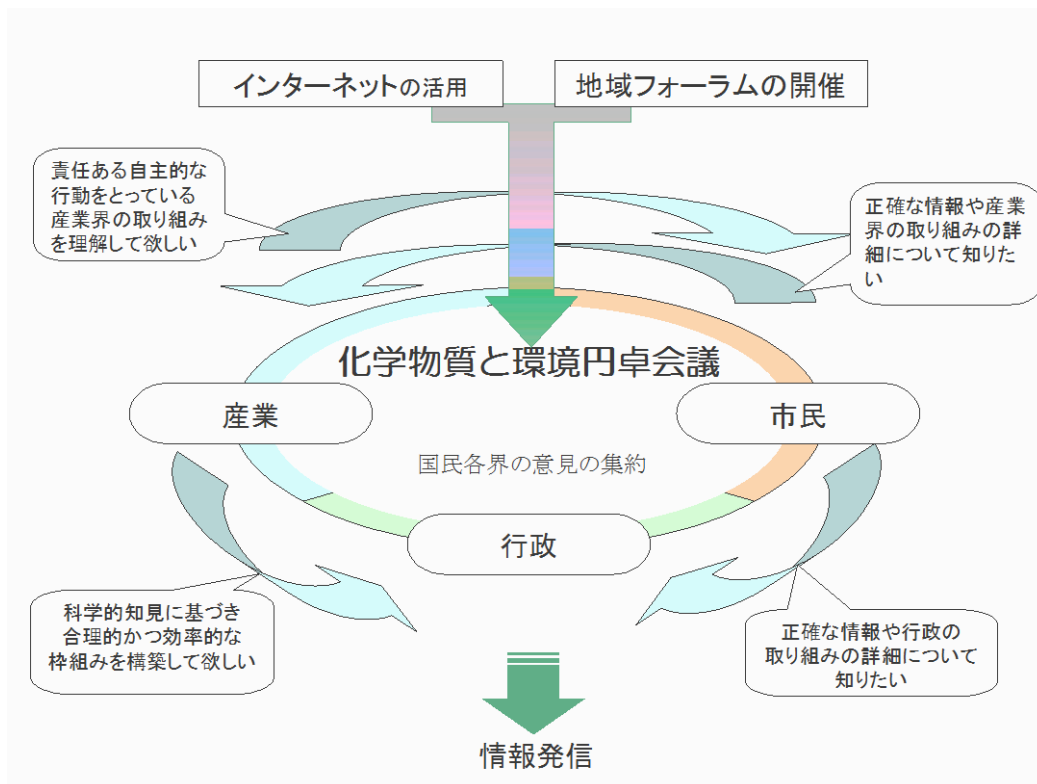 インターネットの活用
地域フォーラムの開催
責任ある自主的な
行動をとっている
産業界の取り組み
を理解して欲しい
正確な情報や産業
界の取り組みの詳
細について知りた
い
化学物質と環境円卓会議
産業
市民
国民各界の意見の集約
行政
科学的知見に基づき
合理的かつ効率的な
枠組みを構築して欲しい
正確な情報や行政の
取り組みの詳細について
知りたい
情報発信